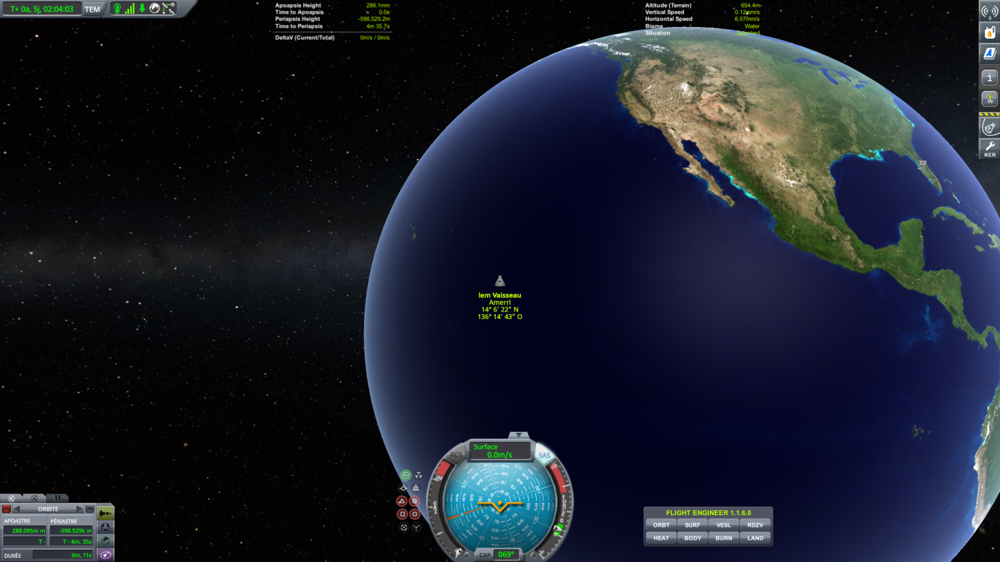 T+ 0a, 5j, 02:04:03 TEM
Apoapsis Height 288.1mm
Time to Apoapsis 0.0s
Periapsis Height -598,529.2m
Time to Periapsis 4m 35.7s
DeltaV (Current/Total) 0m/s / 0m/s
Altitude (Terrain) 654.4m
Vertical Speed 0.12mm/s
Horizontal Speed 6.57mm/s
Biome Water
Situation Splashed
0
KER
lem Vaisseau
Amerri
14° 6' 22" N
136° 14' 43" O
RCS
Surface
0.0m/s
SAS
GAZ
FORCE G
CAP 069°
ORBITE
APOASTRE PÉRIASTRE
288.095m m -598.529k m
T - T - 4m, 35s
DURÉE 9m, 11s
FLIGHT ENGINEER 1.1.6.0
ORBT SURF VESL RDZV
HEAT BODY BURN LAND